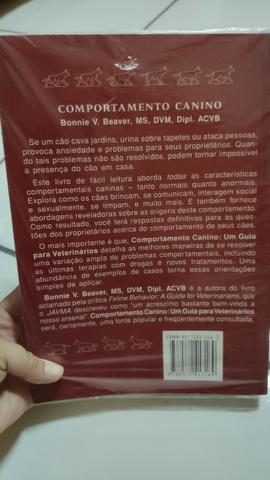 COMPORTAMENTO CANINO
Bonnie V. Beaver, MS, DVM, Dipl. ACVB
Se um cão cava jardins, urina sobre tapetes ou ataca pessoas,
provoca ansiedade e problemas para seus proprietários. Quan-
do tais problemas não são resolvidos, podem tornar impossível
a presença do cão em casa.
Este livro de fácil leitura aborda todas as características
comportamentais caninas – tanto normais quanto anormais.
Explora como os cães brincam, se comunicam, interagem social
e sexualmente, se limpam, e muito mais. E também fornece
abordagens reveladoras sobre as origens deste comportamento.
Como resultado, você terá respostas definitivas para as ques-
tões dos proprietários acerca do comportamento de seus cães.
O mais importante é que, Comportamento Canino: Um Guia
para Veterinários detalha as melhores maneiras de se resolver
uma variação ampla de problemas comportamentais, incluindo
as últimas terapias com drogas e novos tratamentos. Uma
abundância de exemplos de casos torna essas orientações
simples de aplicar.
Bonnie V. Beaver, MS, DVM, Dipl. ACVB é a autora do livro
aclamado pela crítica Feline Behavior: A Guide for Veterinarians, que
o JAVMA descreveu como "um acréscimo bastante bem-vinda a
nosso arsenal". Comportamento Canino: Um Guia para Veterinários
será, certamente, uma fonte popular e freqüentemente consultada.